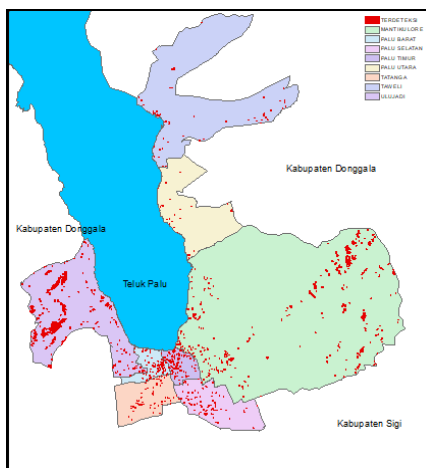 TERDETEKSI
MANTIKULORE
PALU BARAT
PALU SELATAN
PALU TIMUR
PALU UTARA
TATANGA
TAWELI
ULUJADI
Kabupaten Donggala
Kabupaten Donggala
Teluk Palu
Kabupaten Sigi